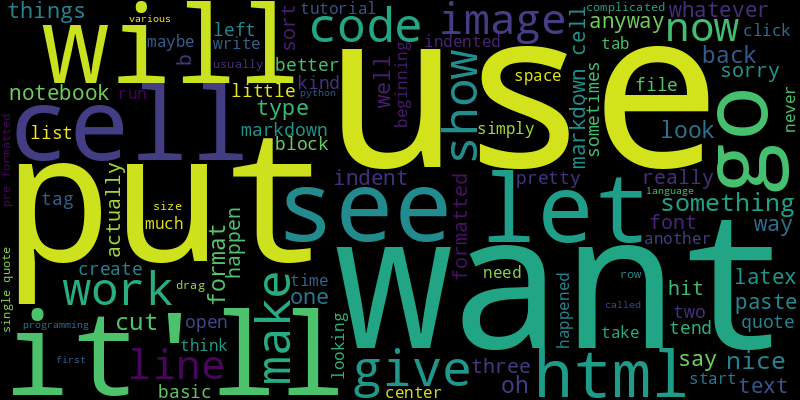 things
various
will
maybe
b
left
write
usually
sort
tutorial
code
indented
image
complicated
anyway
now
whatever
tab
click
back
notebook
run
kind
better
python
little
type
cell
list
markdown
block
well
beginning
show
use
space
simply
markdown cell
sometimes
file
sorry
look
go
never
pre formatted
put
tag
actually
size
much
format
happen
indent
see
formatted
pretty
let
really
language
something
font
another
way
single quote
create
work
drag
make
time
one
want
need
happened
row
called
hit
latex
two
paste
take
tend
quote
it'll
programming
first
cut
open
line
think
basic
looking
give
center
three
oh
html
say
nice
start
text